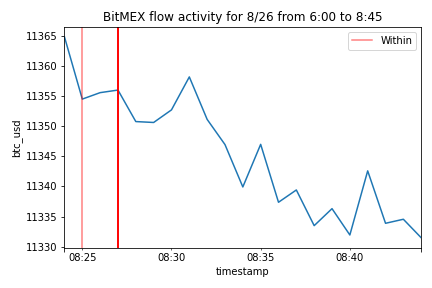 BitMEX flow activity for 8/26 from 6:00 to 8:45
Within
btc_usd
11365
11360
11355
11350
11345
11340
11335
11330
08:25 08:30 08:35 08:40
timestamp